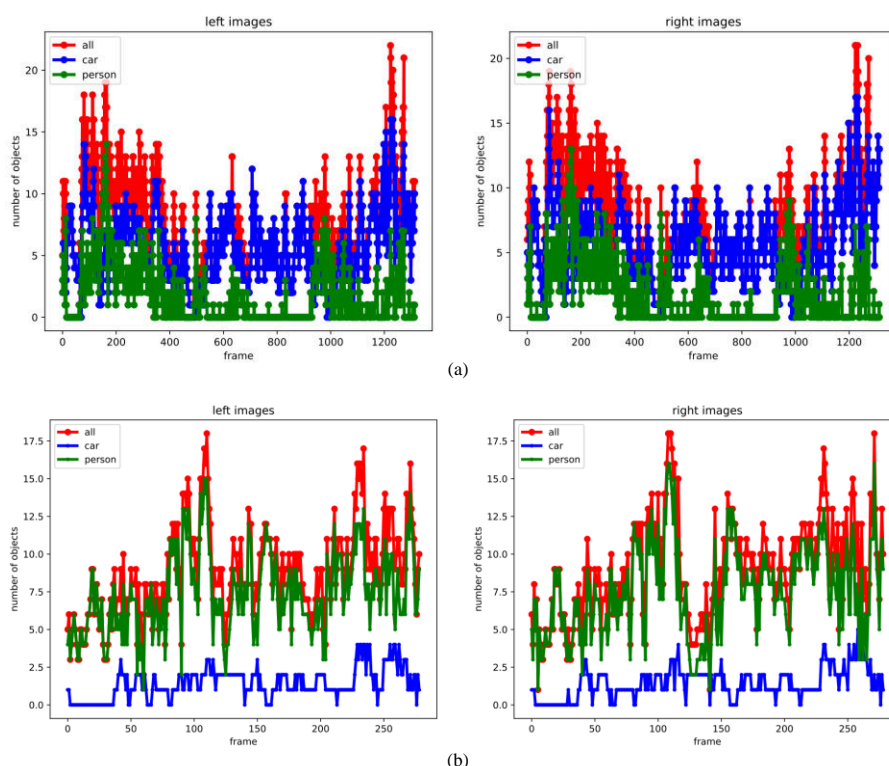 left images
right images
all
car
person
all
car
person
number of objects
number of objects
20
15
10
5
0
20
15
10
5
0
0 200 400 600 800 1000 1200
0 200 400 600 800 1000 1200
frame
frame
(a)
left images
right images
all
car
person
all
car
person
number of objects
number of objects
17.5
15.0
12.5
10.0
7.5
5.0
2.5
0.0
17.5
15.0
12.5
10.0
7.5
5.0
2.5
0.0
0 50 100 150 200 250
0 50 100 150 200 250
frame
frame
(b)